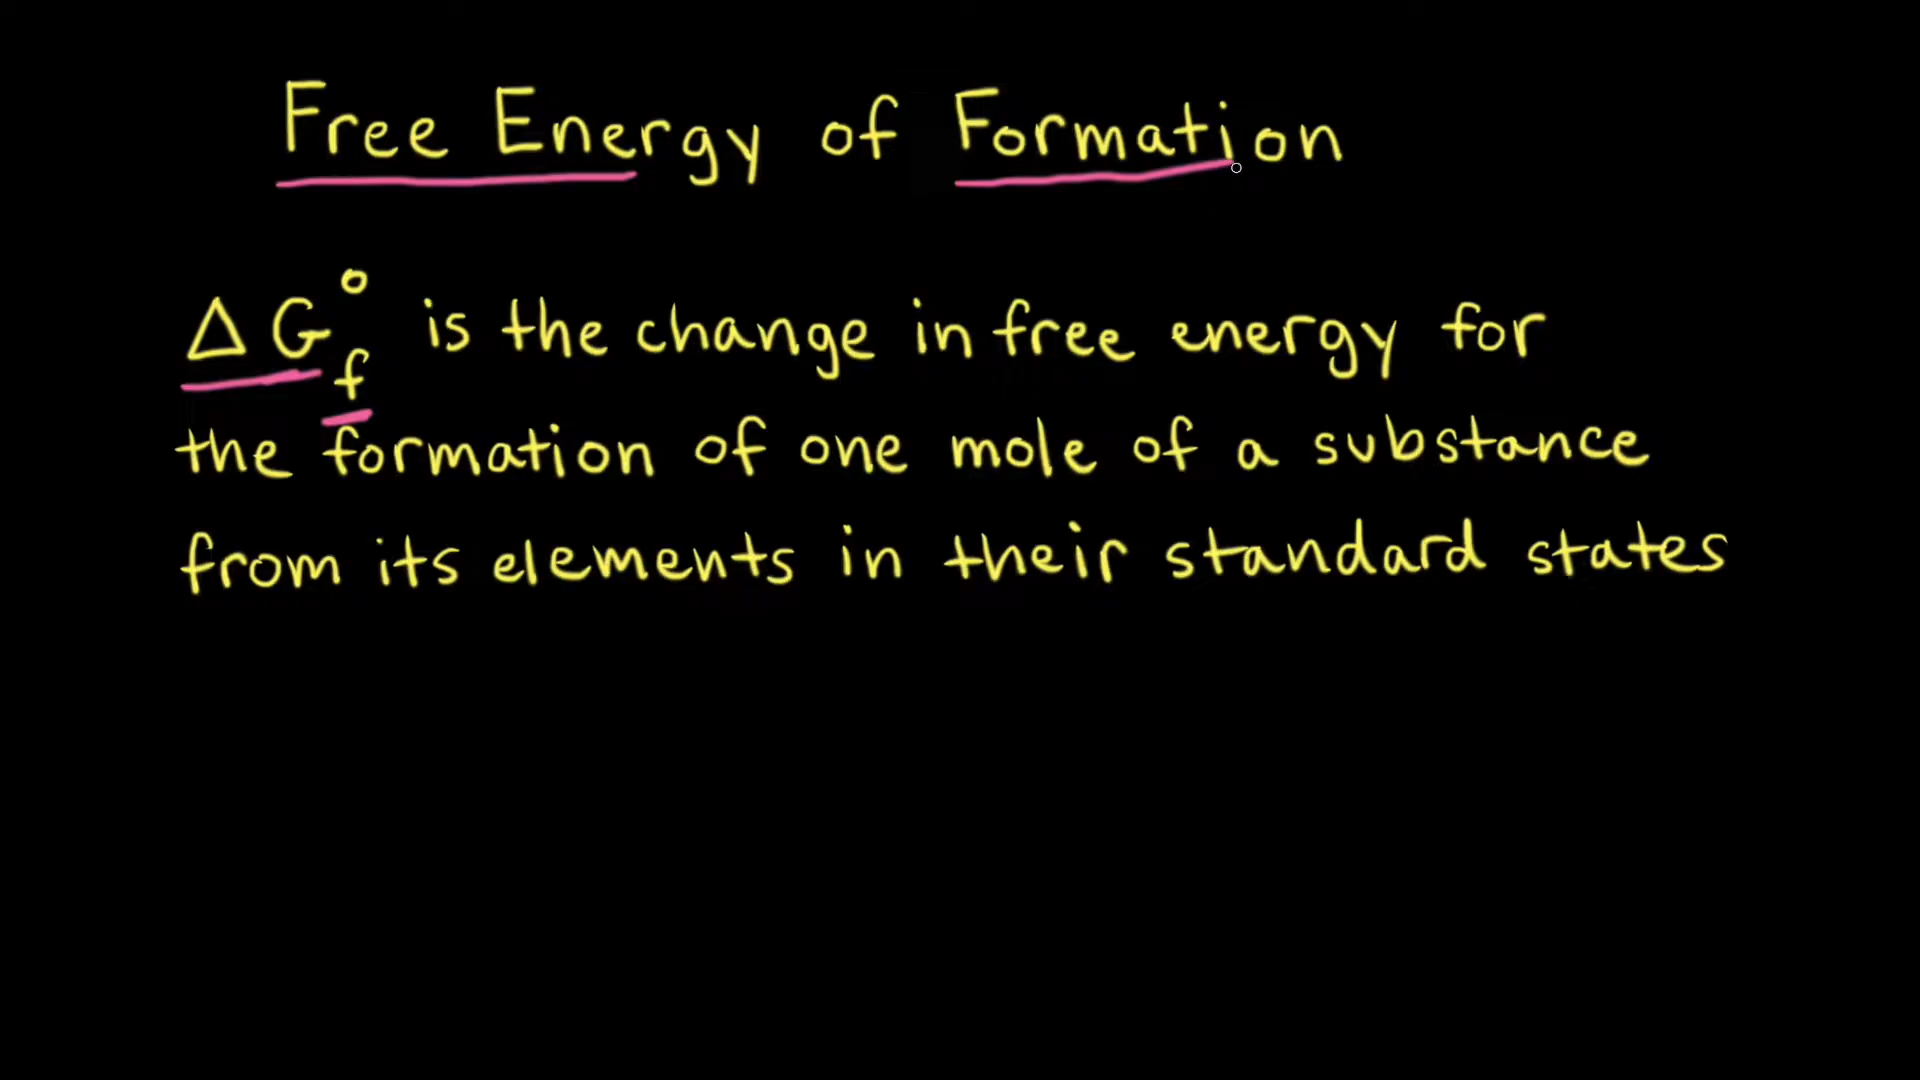 Free Energy of Formation
ΔG°f is the change in free energy for
the formation of one mole of a substance
from its elements in their standard states